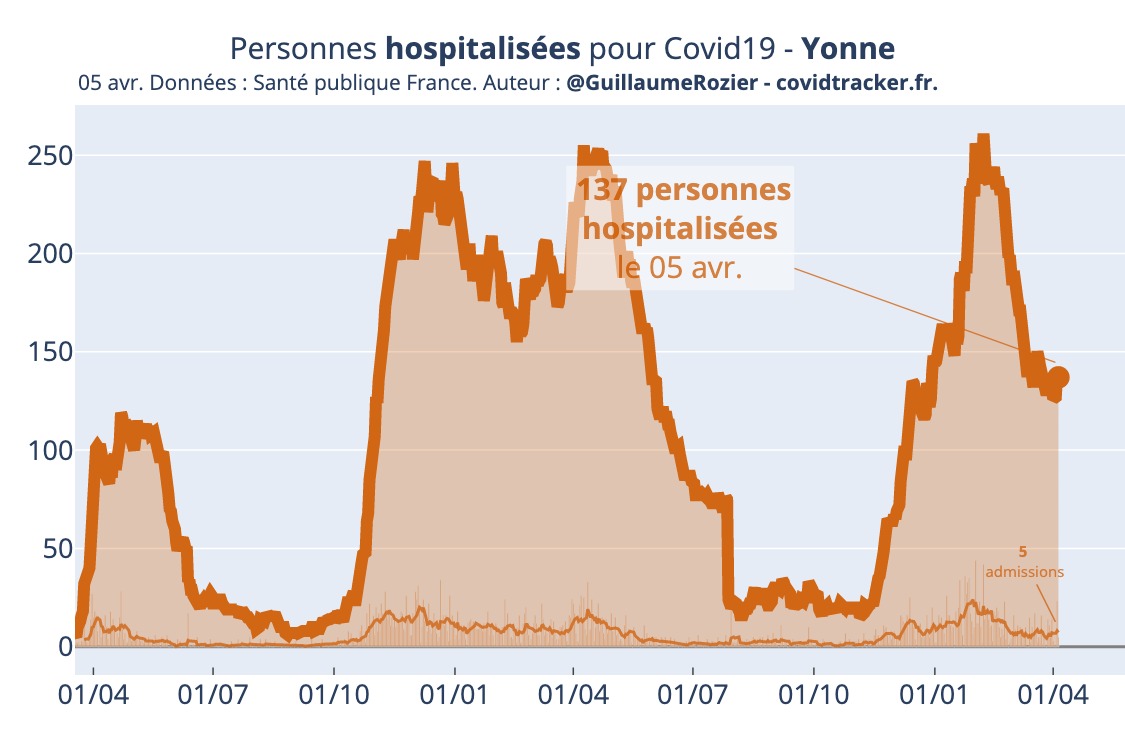 Personnes hospitalisées pour Covid19 - Yonne
05 avr. Données : Santé publique France. Auteur : @GuillaumeRozier - covidtracker.fr.
250
137 personnes
hospitalisées
le 05 avr.
200
150
100
50
5
admissions
0
01/04 01/07 01/10 01/01 01/04 01/07 01/10 01/01 01/04